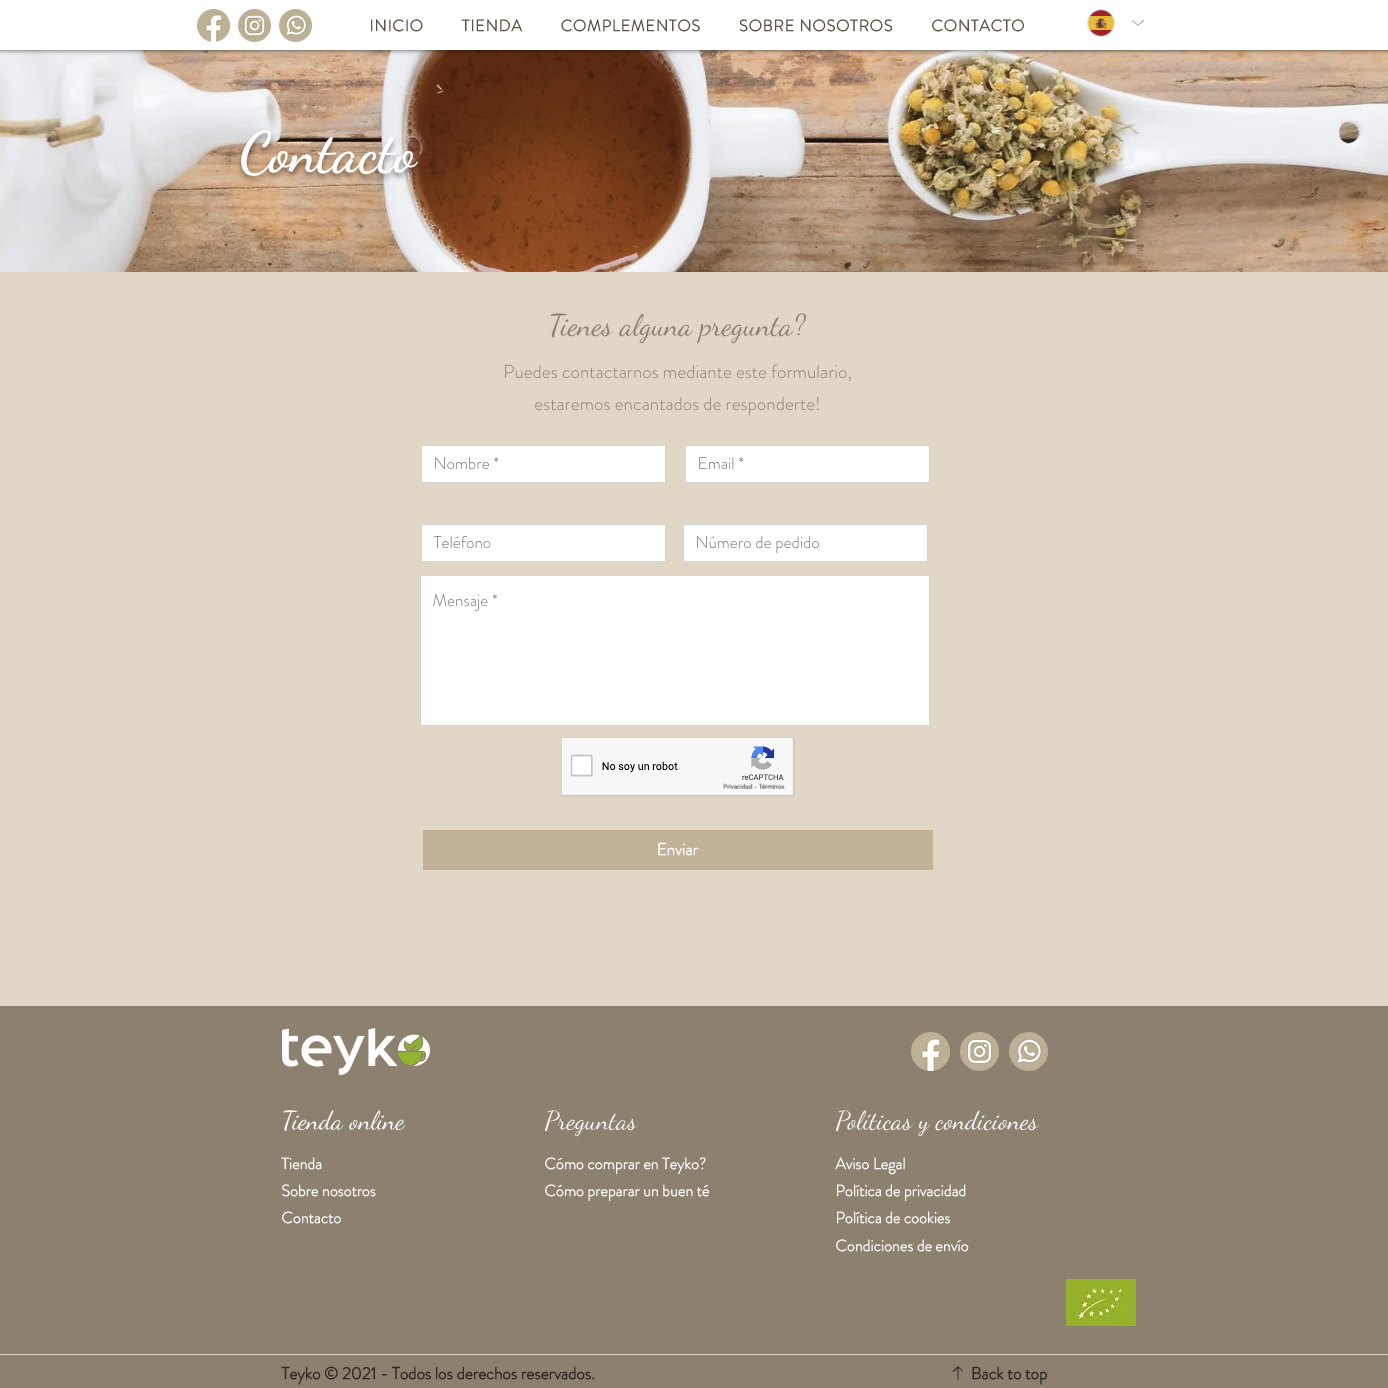 INICIO TIENDA COMPLEMENTOS SOBRE NOSOTROS CONTACTO
Contacto
Tienes alguna pregunta?
Puedes contactarnos mediante este formulario,
estaremos encantados de responderte!
Nombre * Email *
Teléfono Número de pedido
Mensaje *
No soy un robot
reCAPTCHA
Privacidad - Términos
Enviar
teyko
Tienda online
Tienda
Sobre nosotros
Contacto
Preguntas
Cómo comprar en Teyko?
Cómo preparar un buen té
Políticas y condiciones
Aviso Legal
Política de privacidad
Política de cookies
Condiciones de envío
Teyko © 2021 - Todos los derechos reservados.
↑ Back to top